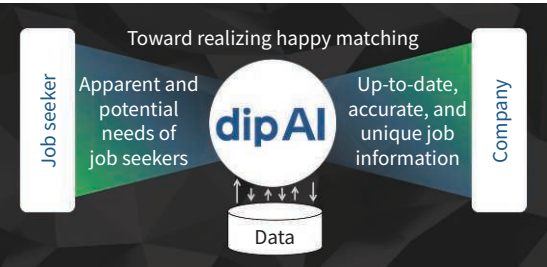 Toward realizing happy matching
Job seeker
Apparent and
potential
needs of
job seekers
dip AI
Up-to-date,
accurate, and
unique job
information
Company
Data